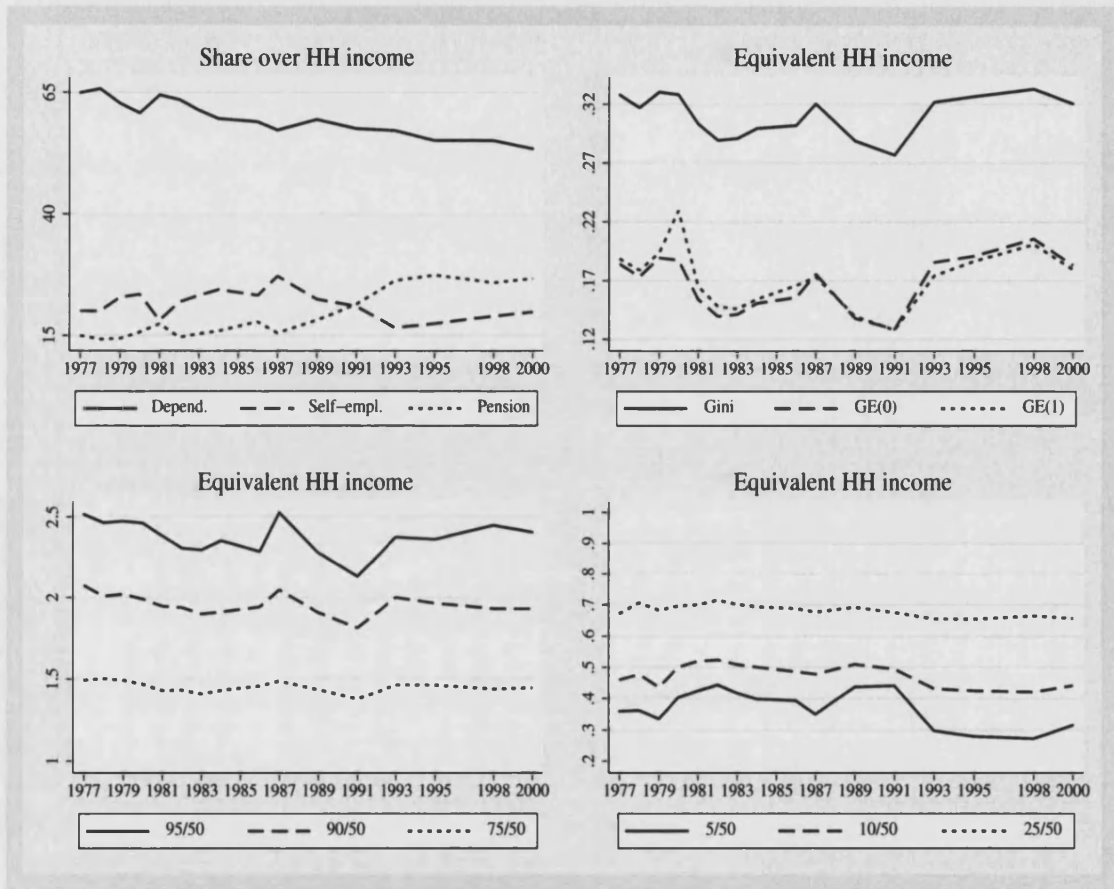 Share over HH income
65
40
15
1977 1979 1981 1983 1985 1987 1989 1991 1993 1995 1998 2000
Depend. Self-empl. Pension
Equivalent HH income
.32
.27
.22
.17
.12
1977 1979 1981 1983 1985 1987 1989 1991 1993 1995 1998 2000
Gini GE(0) GE(1)
Equivalent HH income
2.5
2
1.5
1
1977 1979 1981 1983 1985 1987 1989 1991 1993 1995 1998 2000
95/50 90/50 75/50
Equivalent HH income
1
.9
.8
.7
.6
.5
.4
.3
.2
1977 1979 1981 1983 1985 1987 1989 1991 1993 1995 1998 2000
5/50 10/50 25/50